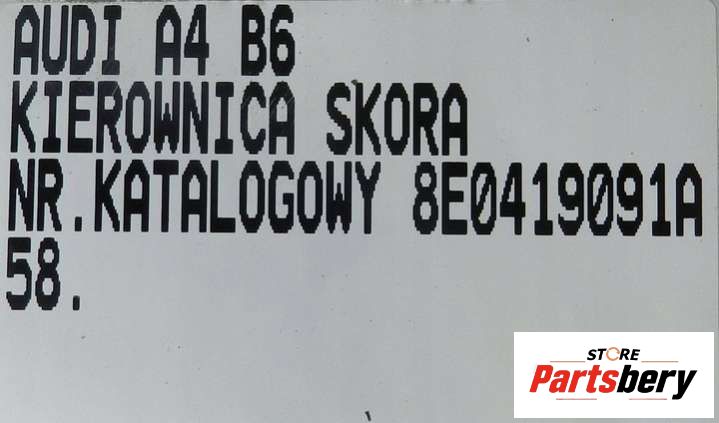 AUDI A4 B6
KIEROWNICA SKORA
NR.KATALOGOWY 8E0419091A
58.
STORE
Partsbery